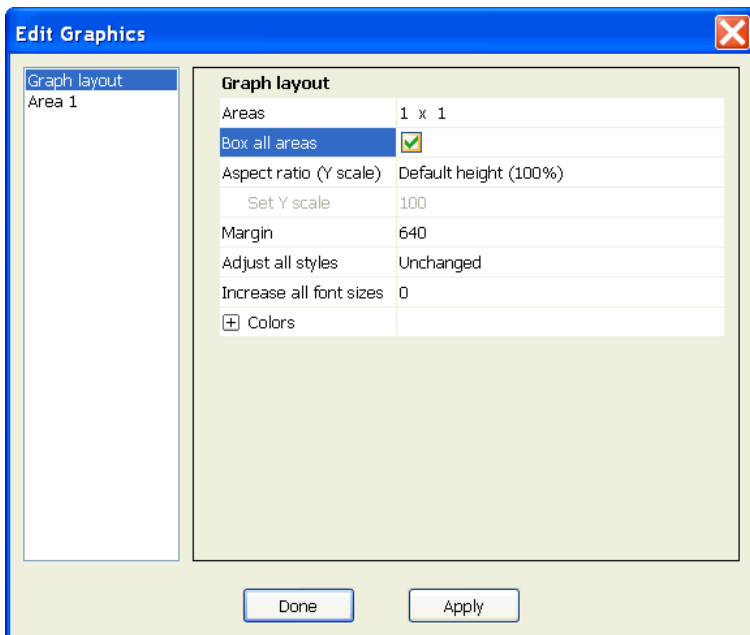 Edit Graphics
Graph layout
Area 1
Graph layout
Areas 1 x 1
Box all areas
Aspect ratio (Y scale) Default height (100%)
Set Y scale 100
Margin 640
Adjust all styles Unchanged
Increase all font sizes 0
Colors
Done Apply